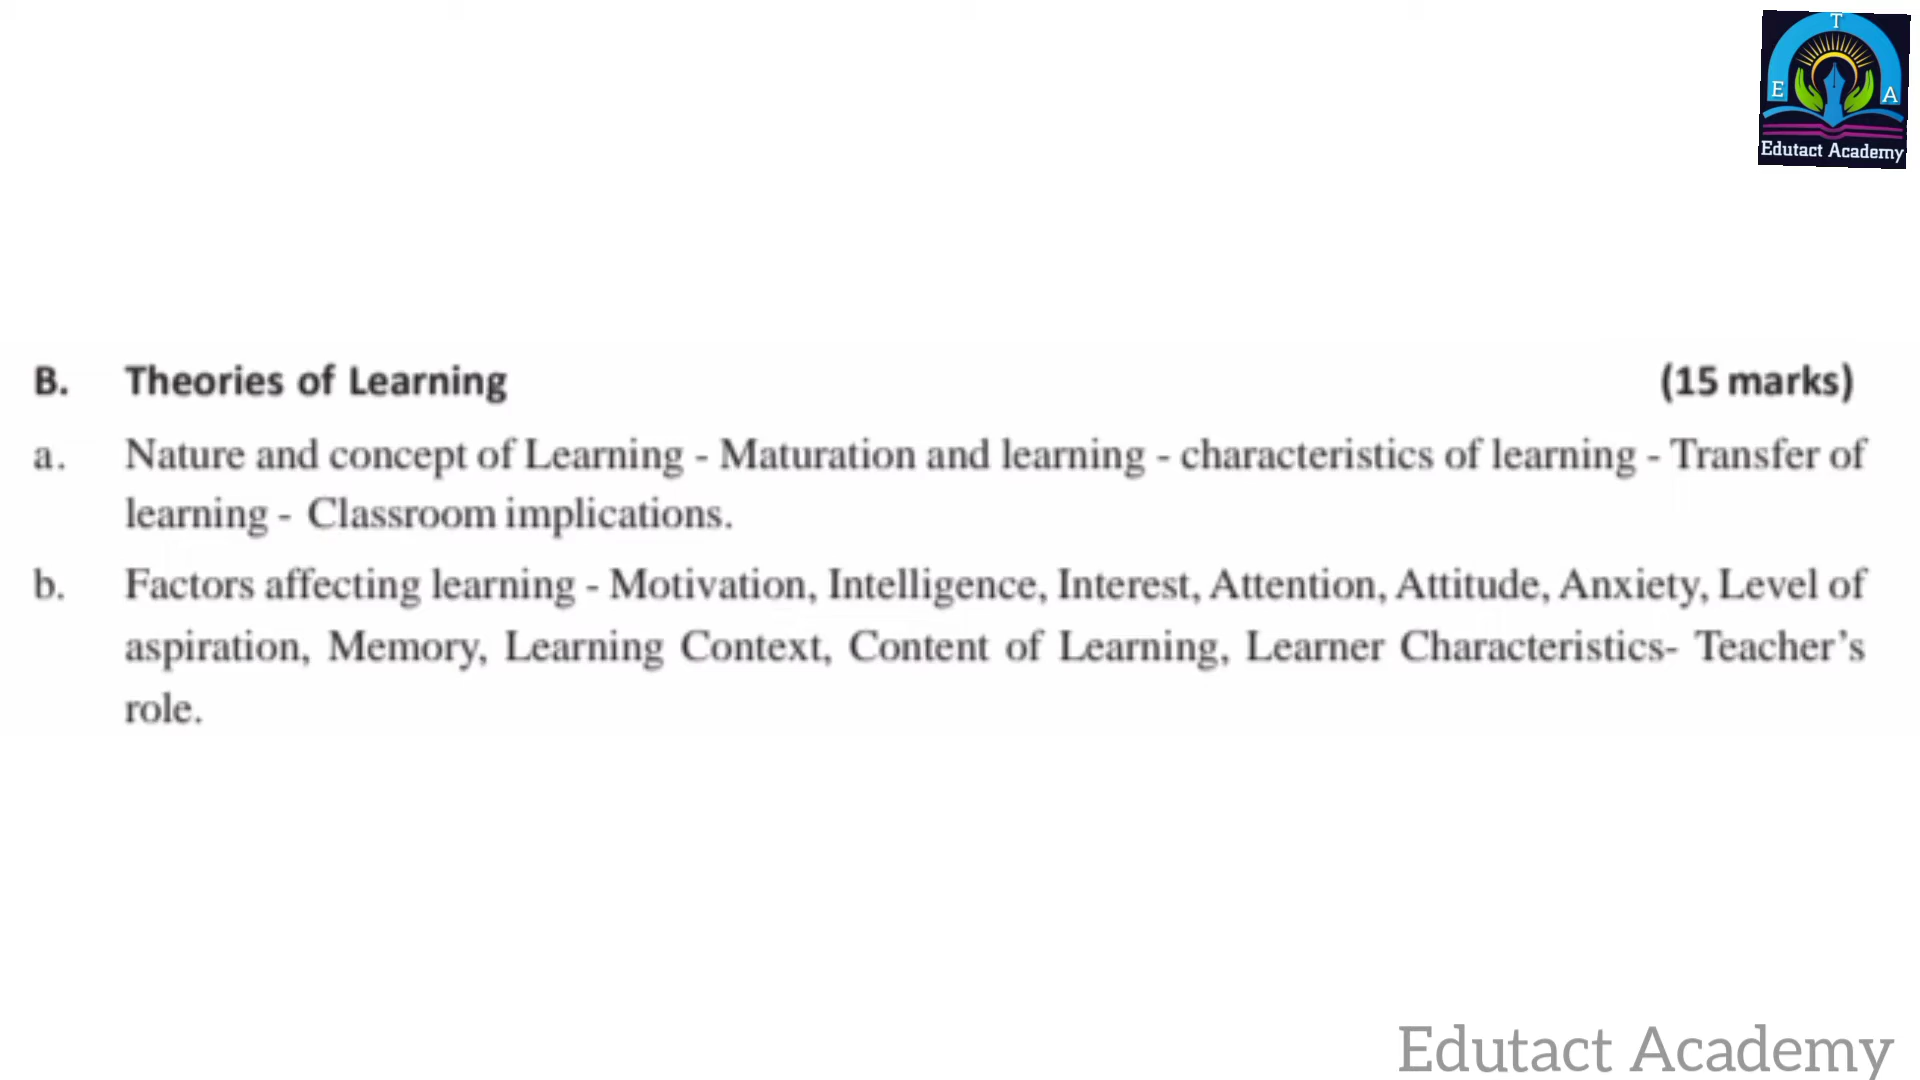 T
E A
Edutact Academy
B. Theories of Learning (15 marks)
a. Nature and concept of Learning - Maturation and learning - characteristics of learning - Transfer of
learning - Classroom implications.
b. Factors affecting learning - Motivation, Intelligence, Interest, Attention, Attitude, Anxiety, Level of
aspiration, Memory, Learning Context, Content of Learning, Learner Characteristics- Teacher’s
role.
Edutact Academy